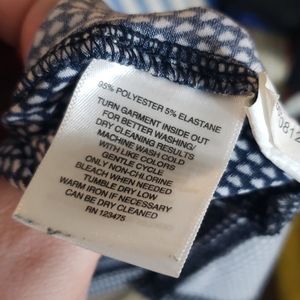 95% POLYESTER 5% ELASTANE
TURN GARMENT INSIDE OUT
FOR BETTER WASHING/
DRY CLEANING RESULTS
MACHINE WASH COLD
WITH LIKE COLORS
GENTLE CYCLE
ONLY NON-CHLORINE
BLEACH WHEN NEEDED
TUMBLE DRY LOW
WARM IRON IF NECESSARY
CAN BE DRY CLEANED
RN 123475